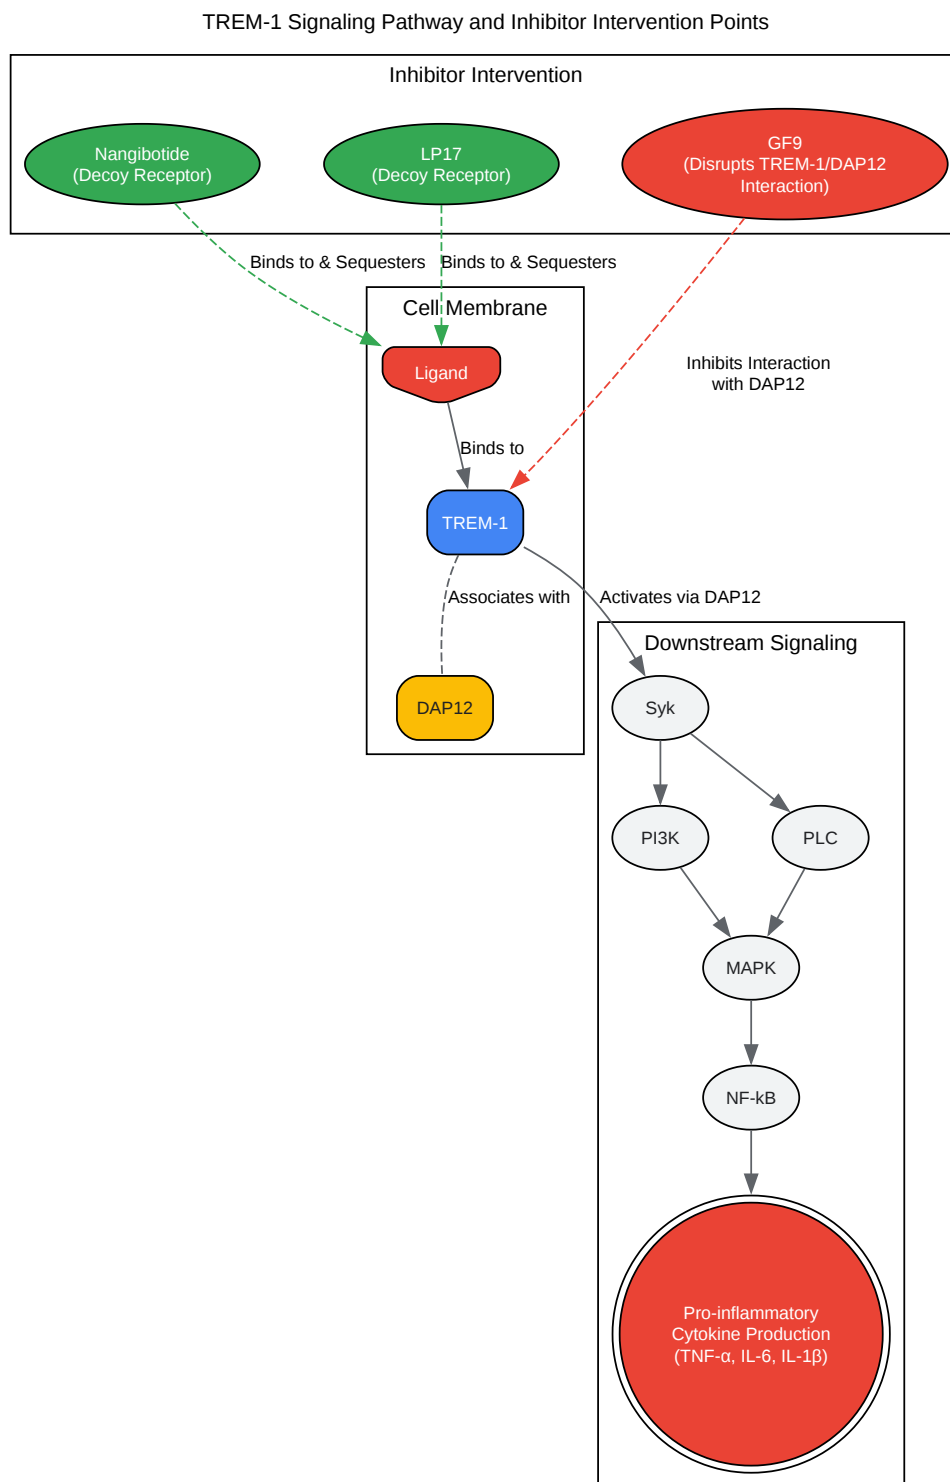 TREM-1 Signaling Pathway and Inhibitor Intervention Points
Inhibitor Intervention
Nangibotide
(Decoy Receptor)
LP17
(Decoy Receptor)
GF9
(Disrupts TREM-1/DAP12
Interaction)
Binds to & Sequesters
Binds to & Sequesters
Cell Membrane
Ligand
Inhibits Interaction
with DAP12
Binds to
TREM-1
Associates with
Activates via DAP12
Downstream Signaling
DAP12
Syk
PI3K
PLC
MAPK
NF-kB
Pro-inflammatory
Cytokine Production
(TNF-α, IL-6, IL-1β)